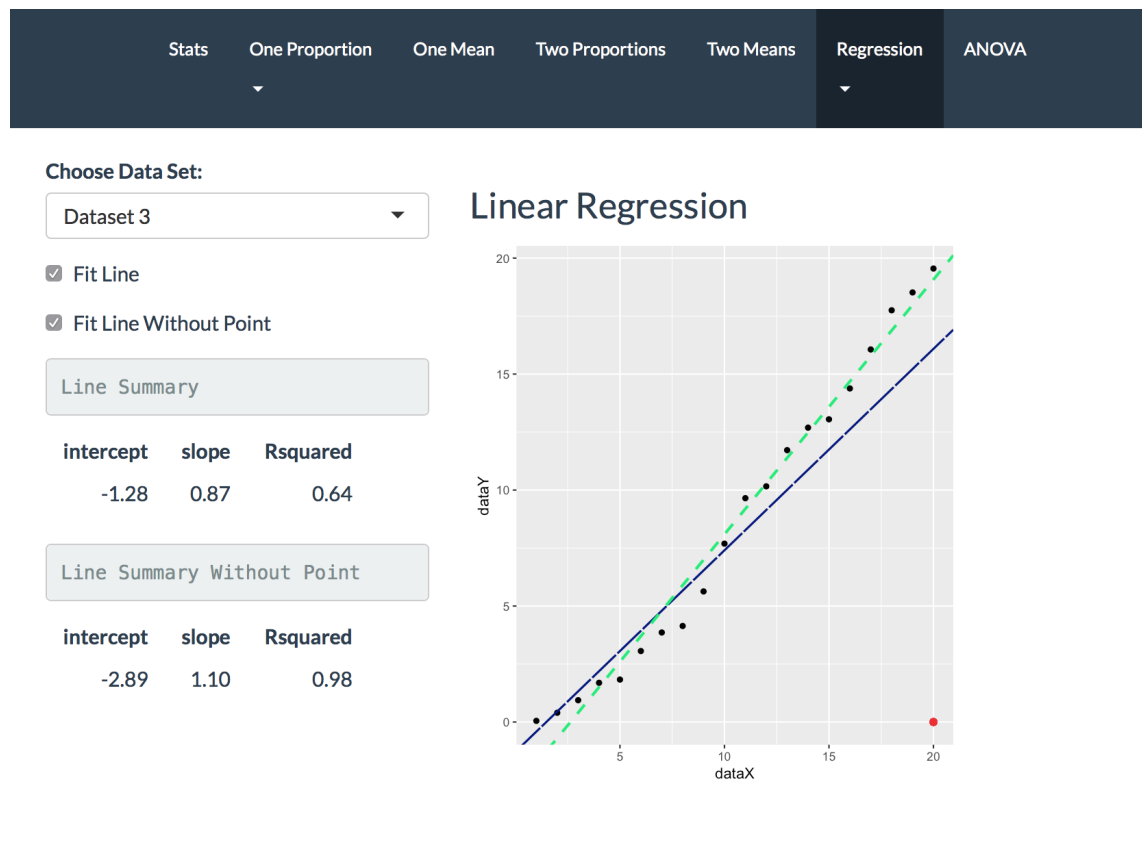 Stats One Proportion One Mean Two Proportions Two Means Regression ANOVA
Choose Data Set:
Dataset 3
Fit Line
Fit Line Without Point
Line Summary
intercept slope Rsquared
-1.28 0.87 0.64
Line Summary Without Point
intercept slope Rsquared
-2.89 1.10 0.98
Linear Regression
20
15
10
5
0
dataY
5 10 15 20
dataX